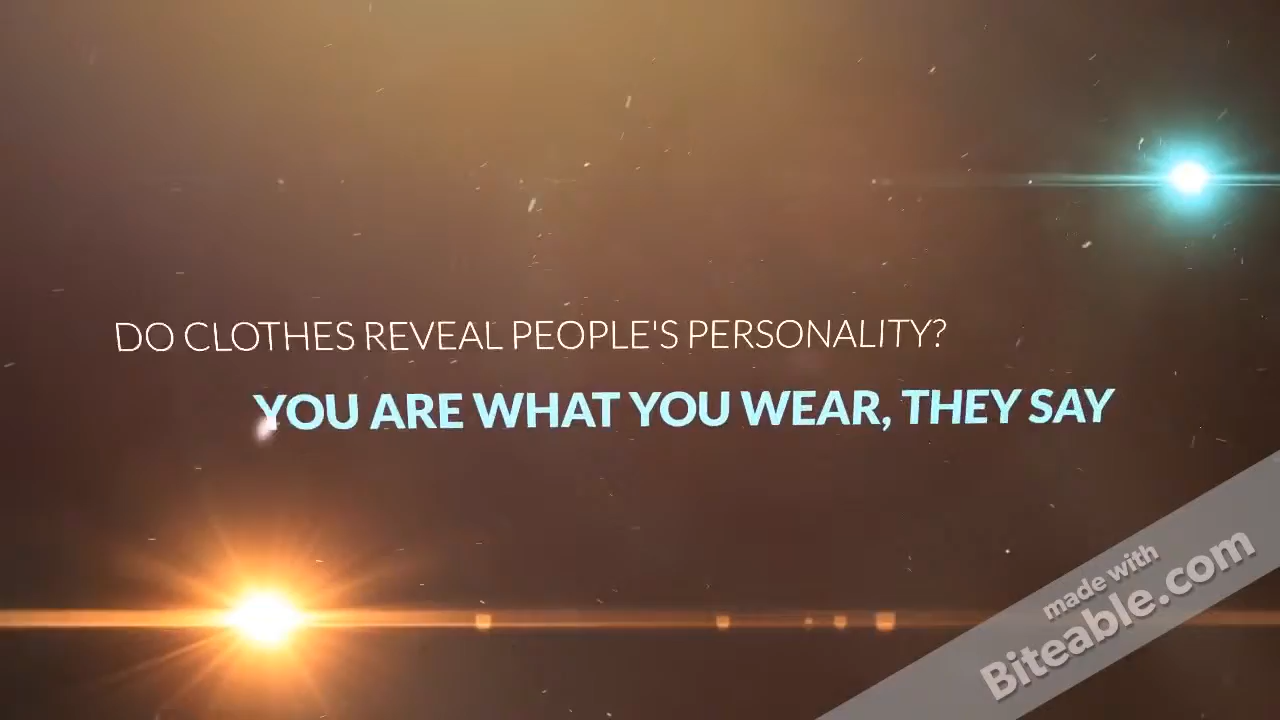 DO CLOTHES REVEAL PEOPLE'S PERSONALITY?
YOU ARE WHAT YOU WEAR, THEY SAY
made with
Biteable.com